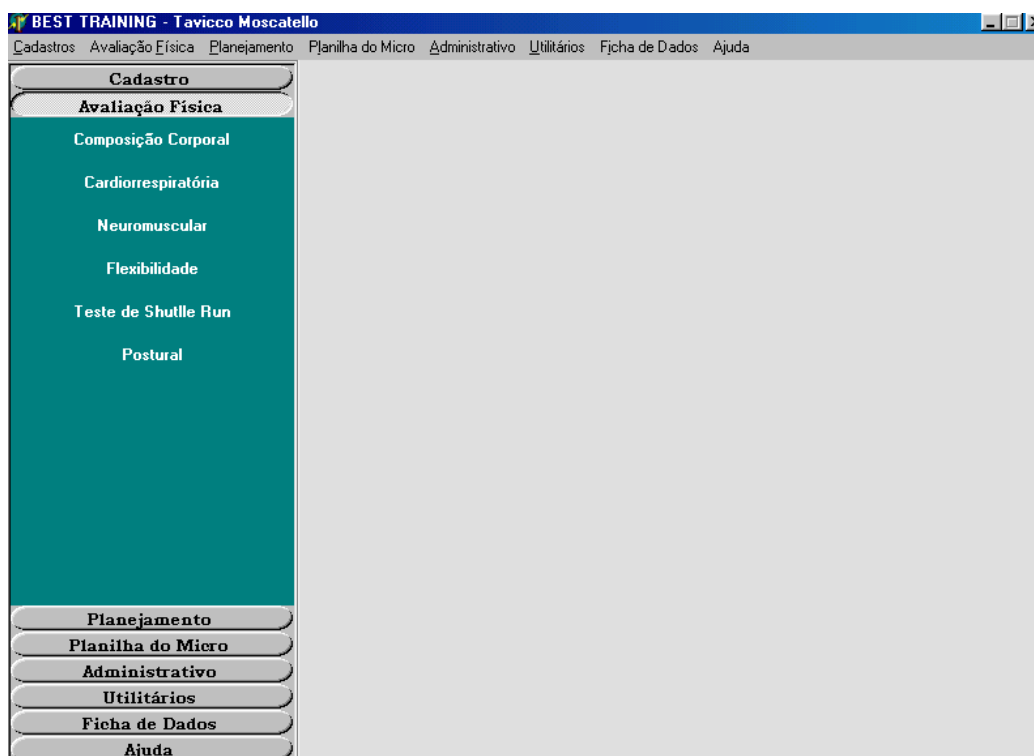 BEST TRAINING - Tavicco Moscatello
Cadastros Avaliação Física Planejamento Planilha do Micro Administrativo Utilitários Ficha de Dados Ajuda
Cadastro
Avaliação Física
Composição Corporal
Cardiorrespiratória
Neuromuscular
Flexibilidade
Teste de Shutlle Run
Postural
Planejamento
Planilha do Micro
Administrativo
Utilitários
Ficha de Dados
Ajuda